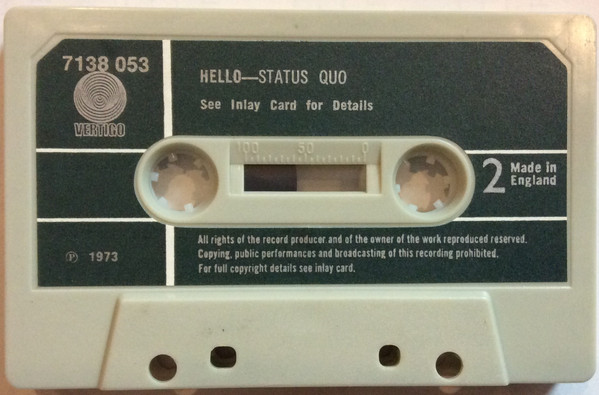 7138 053
VERTIGO
HELLO—STATUS QUO
See Inlay Card for Details
100 50 0
2 Made in
England
All rights of the record producer and of the owner of the work reproduced reserved.
Copying, public performances and broadcasting of this recording prohibited.
For full copyright details see inlay card.
℗ 1973